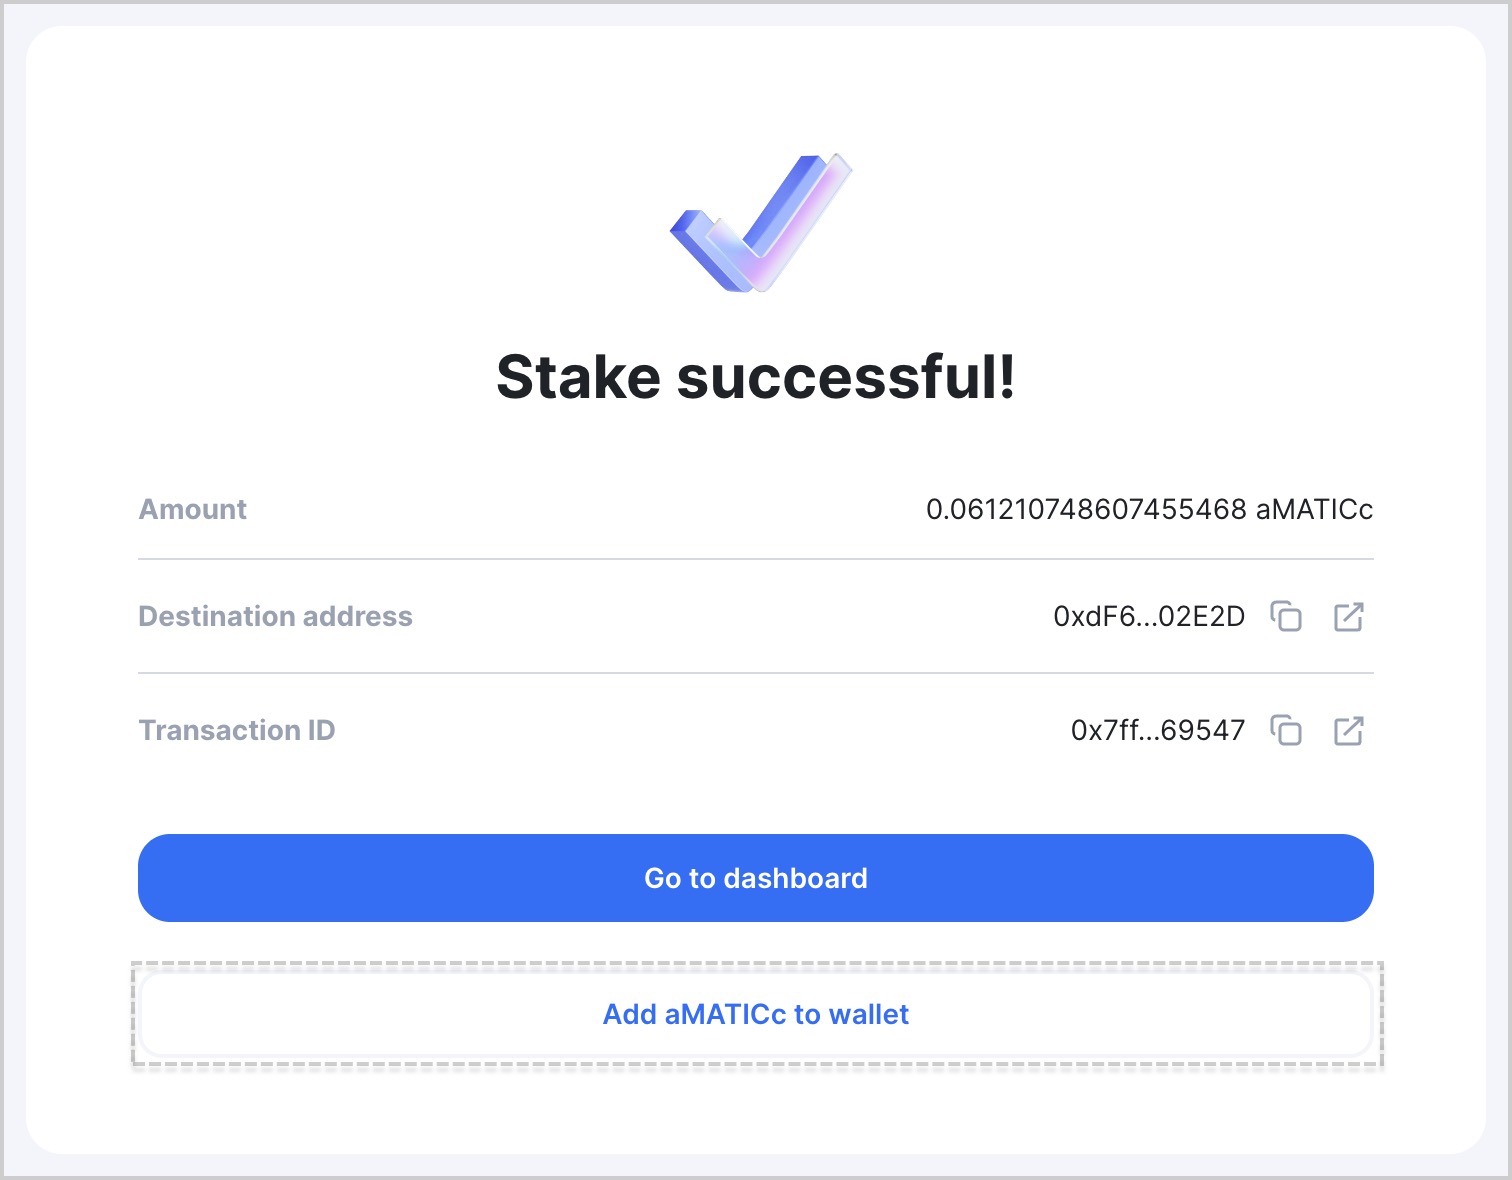 Stake successful!
Amount 0.061210748607455468 aMATICc
Destination address 0xdF6...02E2D
Transaction ID 0x7ff...69547
Go to dashboard
Add aMATICc to wallet